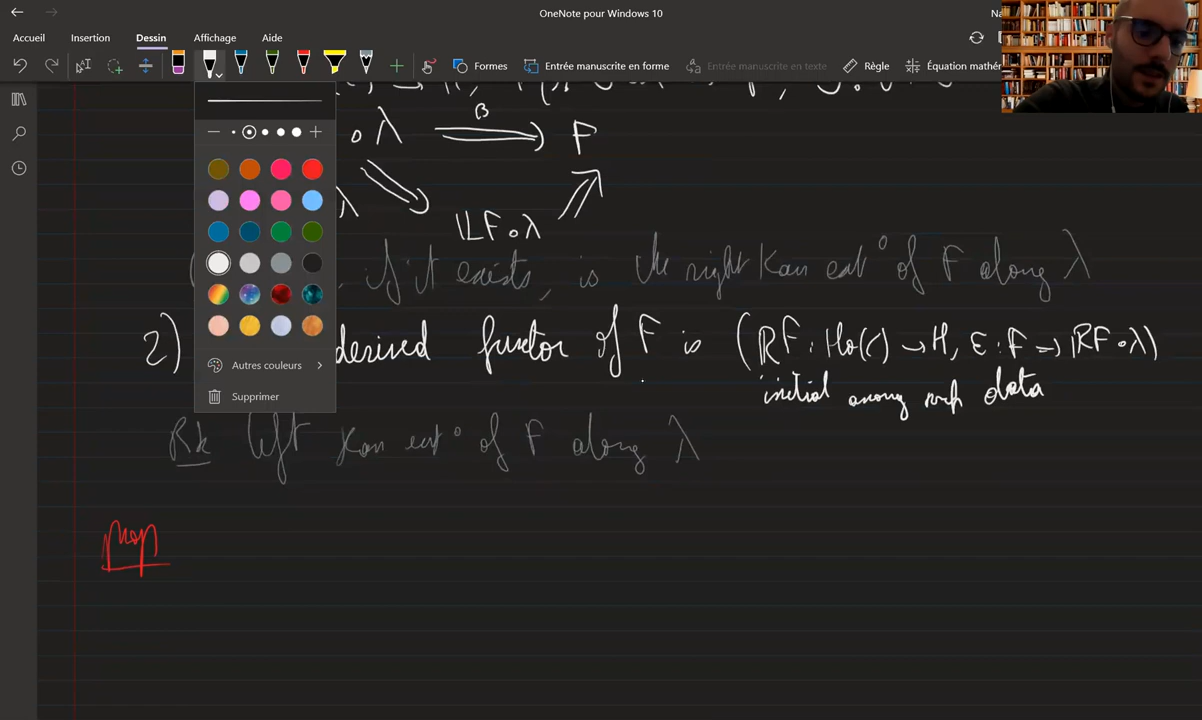 OneNote pour Windows 10
Na
Accueil Insertion Dessin Affichage Aide
Formes Entrée manuscrite en forme Entrée manuscrite en texte Règle Équation mathé
∘ λ ⟹ F
β
λ
𝕃F ∘ λ
if it exists, is the right Kan ext° of F along λ
2) derived functor of F is (ℝF : Ho(C) → H, ε : F ⟹ ℝF ∘ λ)
initial among such data
Rk left Kan ext° of F along λ
Prop
Autres couleurs
Supprimer